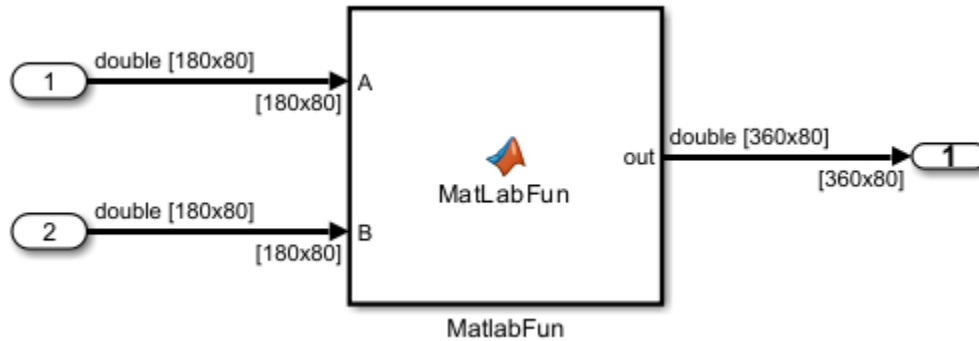 1
double [180x80]
[180x80]
A
2
double [180x80]
[180x80]
B
MatLabFun
out
double [360x80]
[360x80]
1
MatlabFun